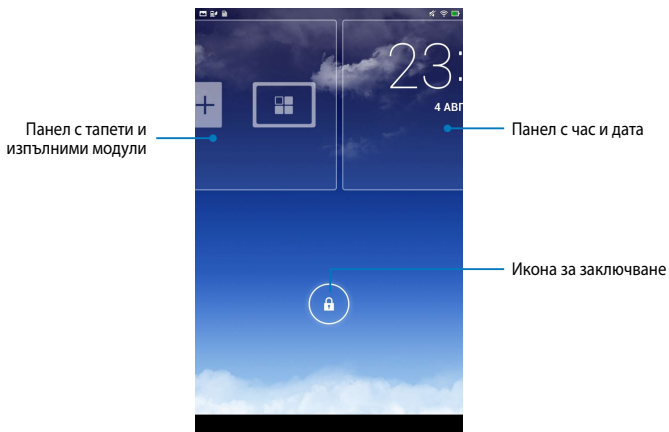 23:
4 АВГ
Панел с тапети и
изпълними модули
Панел с час и дата
Икона за заключване